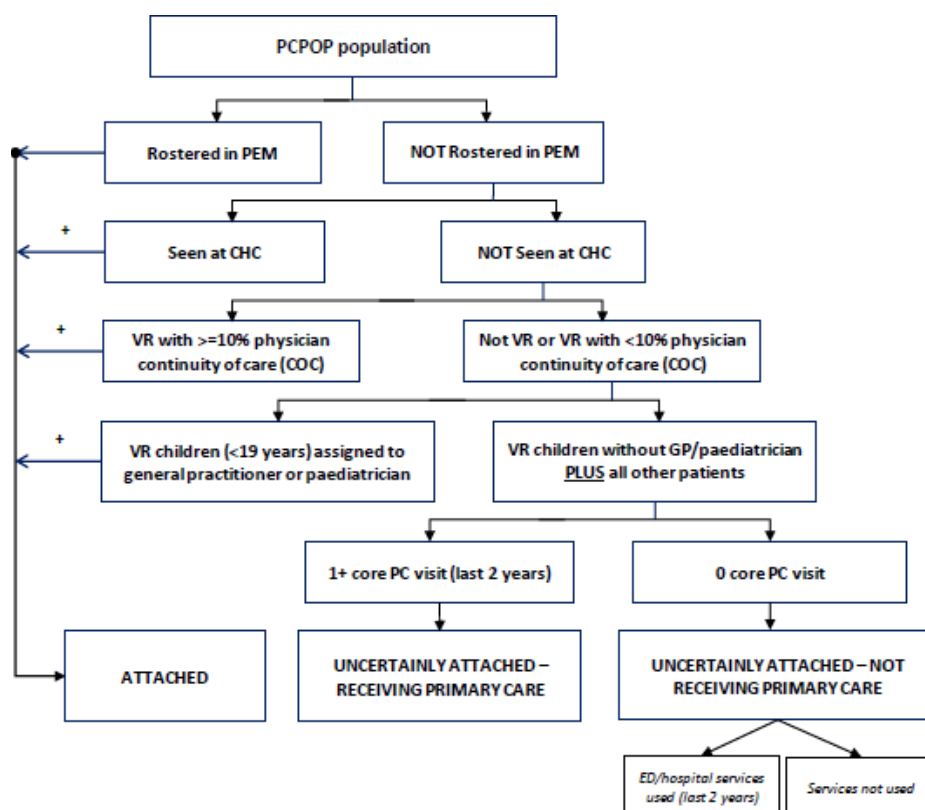 PCPOP population
Rostered in PEM
NOT Rostered in PEM
+
Seen at CHC
NOT Seen at CHC
+
VR with >=10% physician
continuity of care (COC)
Not VR or VR with <10% physician
continuity of care (COC)
+
VR children (<19 years) assigned to
general practitioner or paediatrician
VR children without GP/paediatrician
PLUS all other patients
1+ core PC visit (last 2 years)
0 core PC visit
ATTACHED
UNCERTAINLY ATTACHED –
RECEIVING PRIMARY CARE
UNCERTAINLY ATTACHED – NOT
RECEIVING PRIMARY CARE
ED/hospital services
used (last 2 years)
Services not used